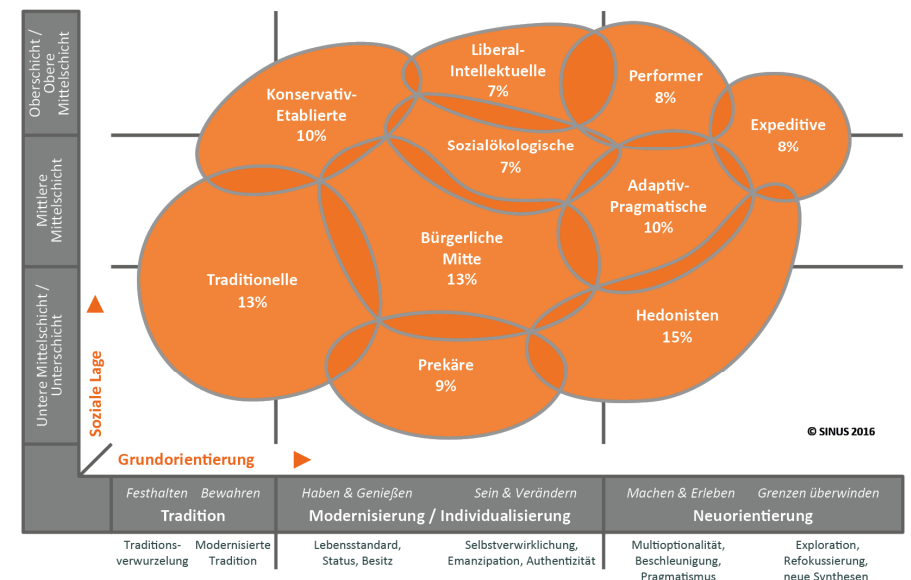 Oberschicht /
Obere
Mittelschicht
Mittlere
Mittelschicht
Untere Mittelschicht /
Unterschicht
Soziale Lage
Konservativ-
Etablierte
10%
Liberal-
Intellektuelle
7%
Performer
8%
Expeditive
8%
Sozialökologische
7%
Adaptiv-
Pragmatische
10%
Bürgerliche
Mitte
13%
Traditionelle
13%
Hedonisten
15%
Prekäre
9%
© SINUS 2016
Grundorientierung
Festhalten Bewahren
Tradition
Haben & Genießen Sein & Verändern
Modernisierung / Individualisierung
Machen & Erleben Grenzen überwinden
Neuorientierung
Traditions-
verwurzelung
Modernisierte
Tradition
Lebensstandard,
Status, Besitz
Selbstverwirklichung,
Emanzipation, Authentizität
Multioptionalität,
Beschleunigung,
Pragmatismus
Exploration,
Refokussierung,
neue Synthesen